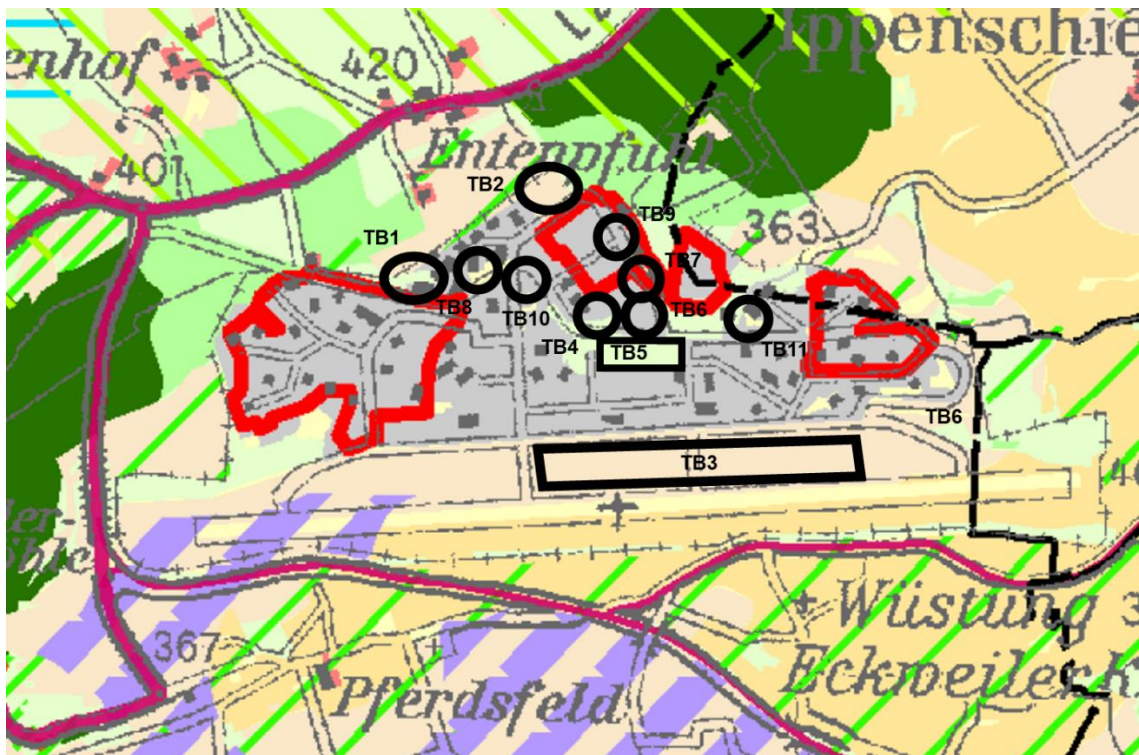 Ippenschie
enhof
420
401
Entenpfuhl
TB2
TB9
363
TB1
TB7
TB8
TB10
TB6
TB4
TB5
TB11
TB6
TB3
Wüstung 3
Eckweiler K
367
Pferdsfeld